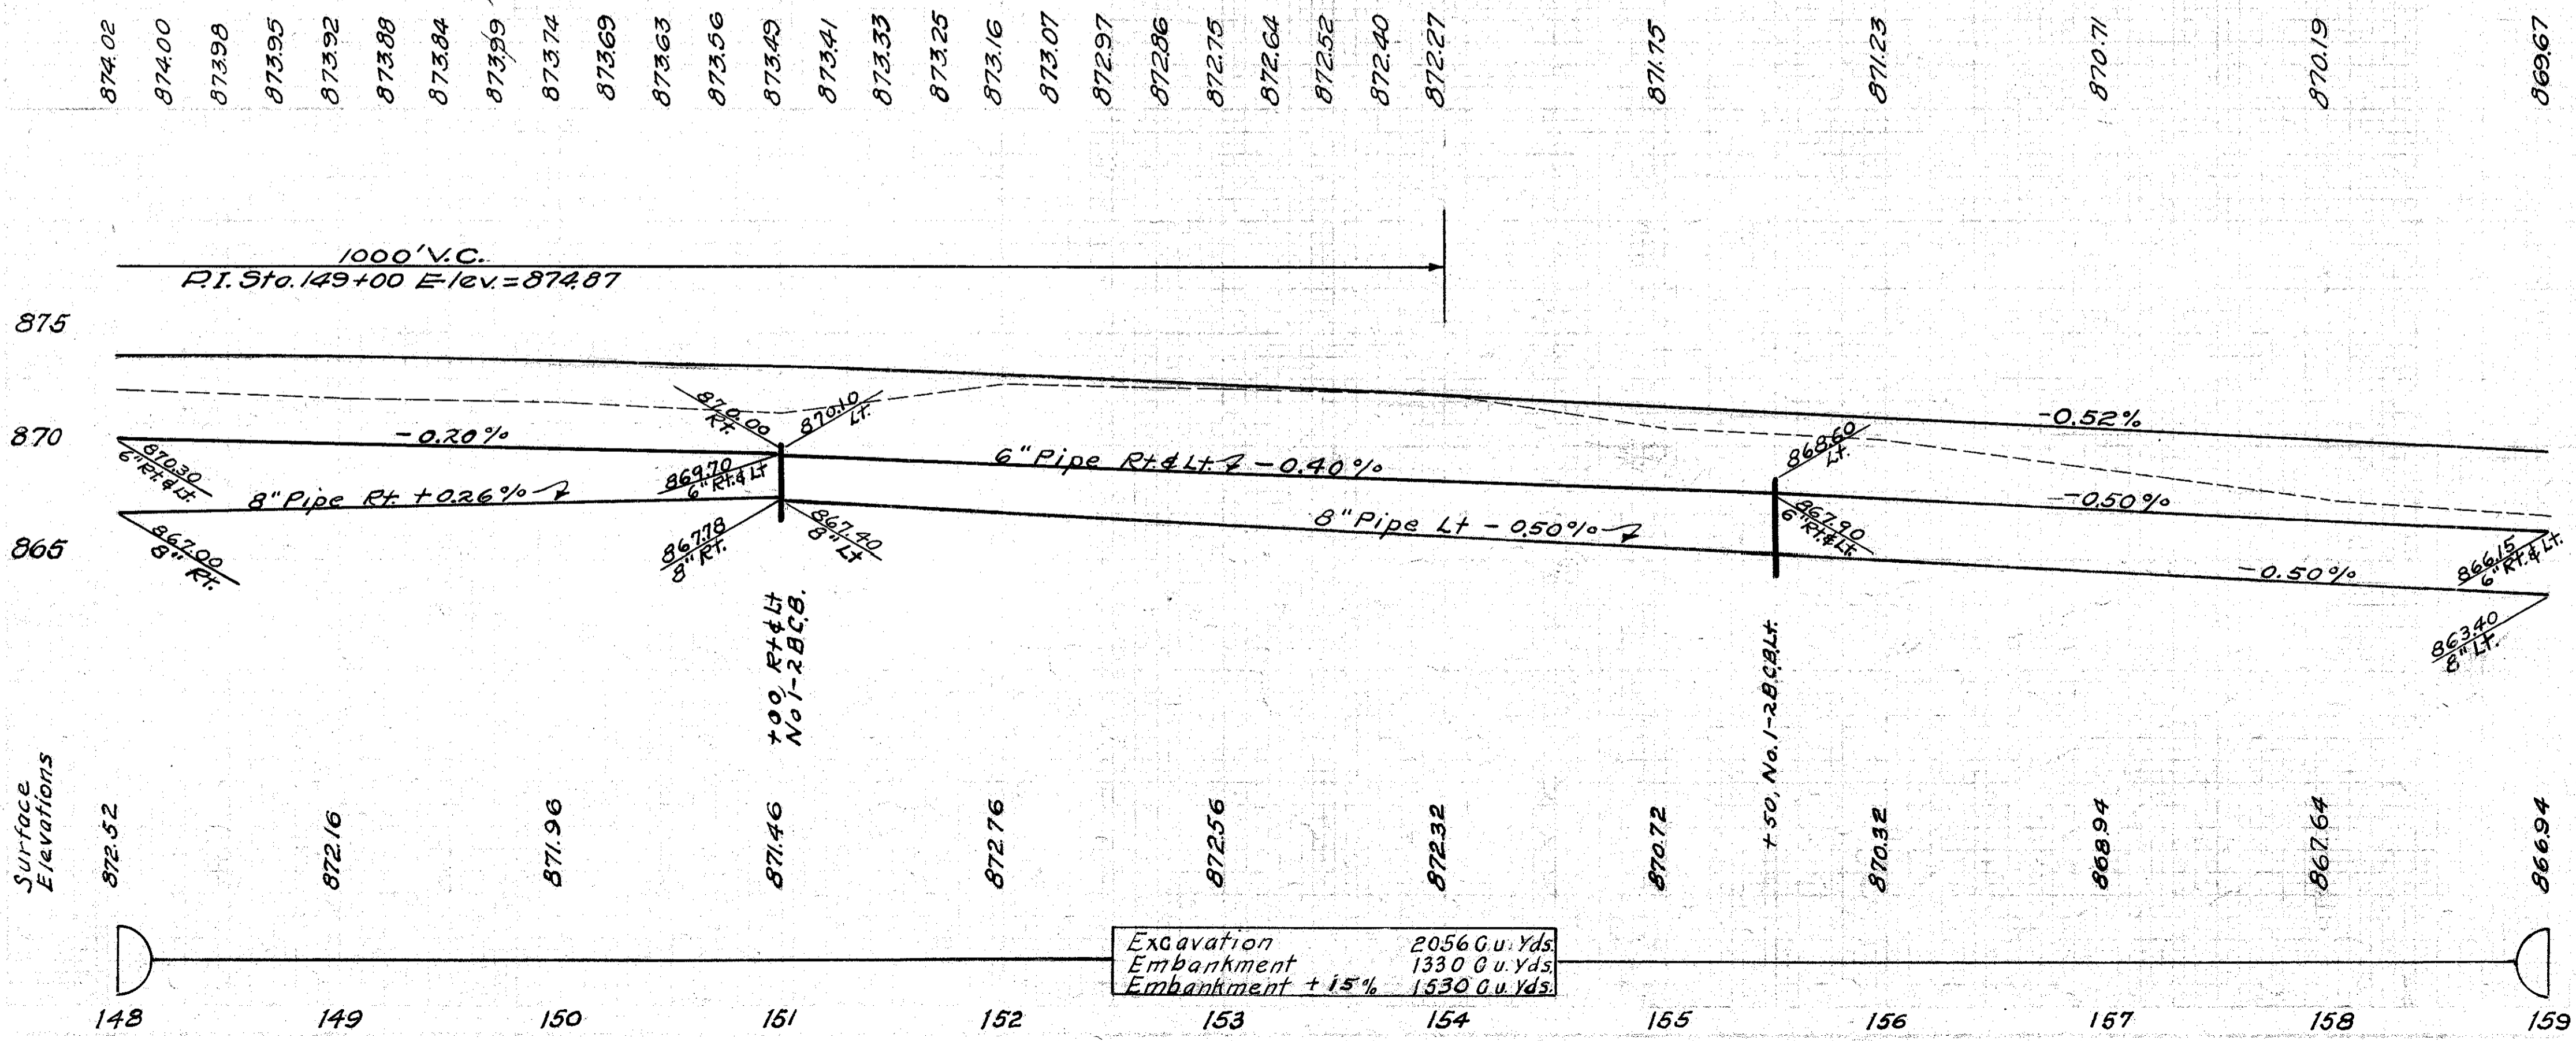 874.02 874.00 873.98 873.95 873.92 873.88 873.84 873.74 873.69 873.63 873.56 873.49 873.41 873.33 873.25 873.16 873.07 872.97 872.86 872.75 872.64 872.52 872.40 872.27 871.75 871.23 870.71 870.19 869.67
1000' V.C.
P.I. Sta. 149+00 Elev. = 874.87
875
870
865
-0.20%
870.30
6" Rt. & Lt.
8" Pipe Rt. +0.26%
867.00
8" Rt.
870.00
Rt.
870.10
Lt.
869.70
6" Rt. & Lt
867.78
8" Rt.
867.40
8" Lt
6" Pipe Rt. & Lt. -0.40%
8" Pipe Lt -0.50%
868.60
Lt.
867.90
6" Rt. & Lt
-0.52%
-0.50%
-0.50%
866.15
6" Rt. & Lt.
863.40
8" Lt.
+00, Rt & Lt
No 1-2 B C.B.
+50, No. 1-2B.C.B.Lt.
Surface
Elevations
872.52 872.16 871.96 871.46 872.76 872.56 872.32 870.72 870.32 868.94 867.64 866.94
Excavation 2056 Cu. Yds.
Embankment 1330 Cu. Yds.
Embankment + 15% 1530 Cu. Yds.
148 149 150 151 152 153 154 155 156 157 158 159